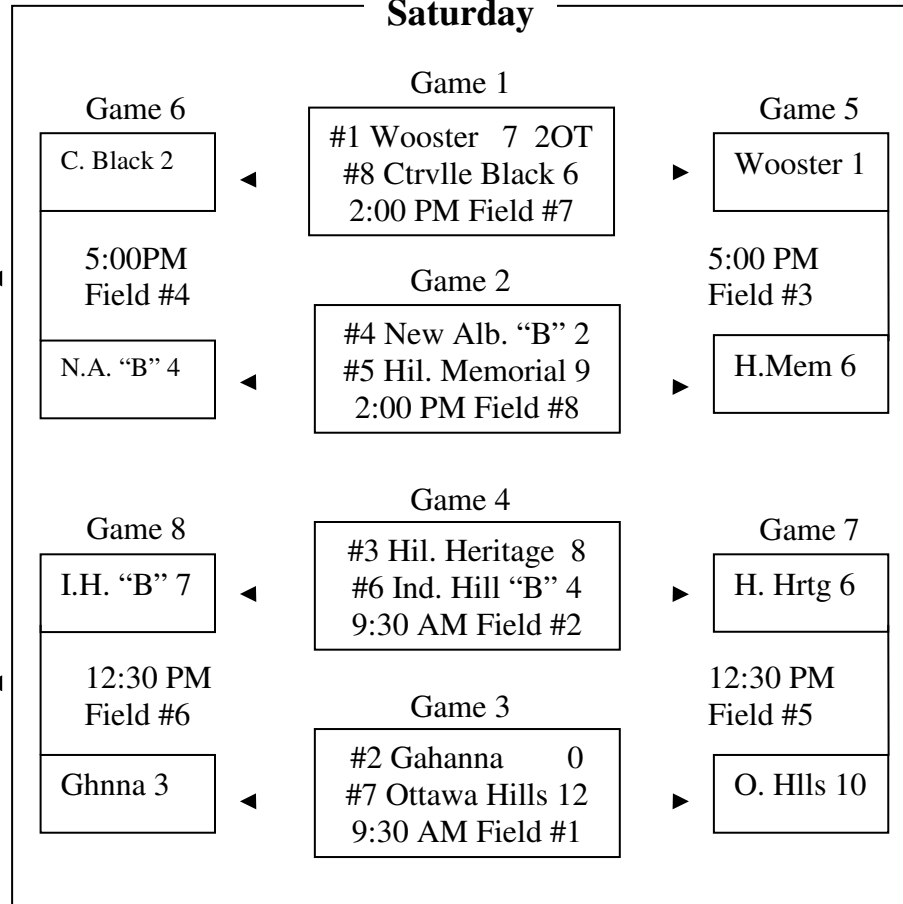 Saturday
Game 1
Game 6
Game 5
#1 Wooster 7 2OT
#8 Ctrvlle Black 6
2:00 PM Field #7
C. Black 2
Wooster 1
5:00PM
Field #4
5:00 PM
Field #3
Game 2
#4 New Alb. “B” 2
#5 Hil. Memorial 9
2:00 PM Field #8
N.A. “B” 4
H.Mem 6
Game 4
Game 8
Game 7
#3 Hil. Heritage 8
#6 Ind. Hill “B” 4
9:30 AM Field #2
I.H. “B” 7
H. Hrtg 6
12:30 PM
Field #6
12:30 PM
Field #5
Game 3
#2 Gahanna 0
#7 Ottawa Hills 12
9:30 AM Field #1
Ghnna 3
O. Hlls 10